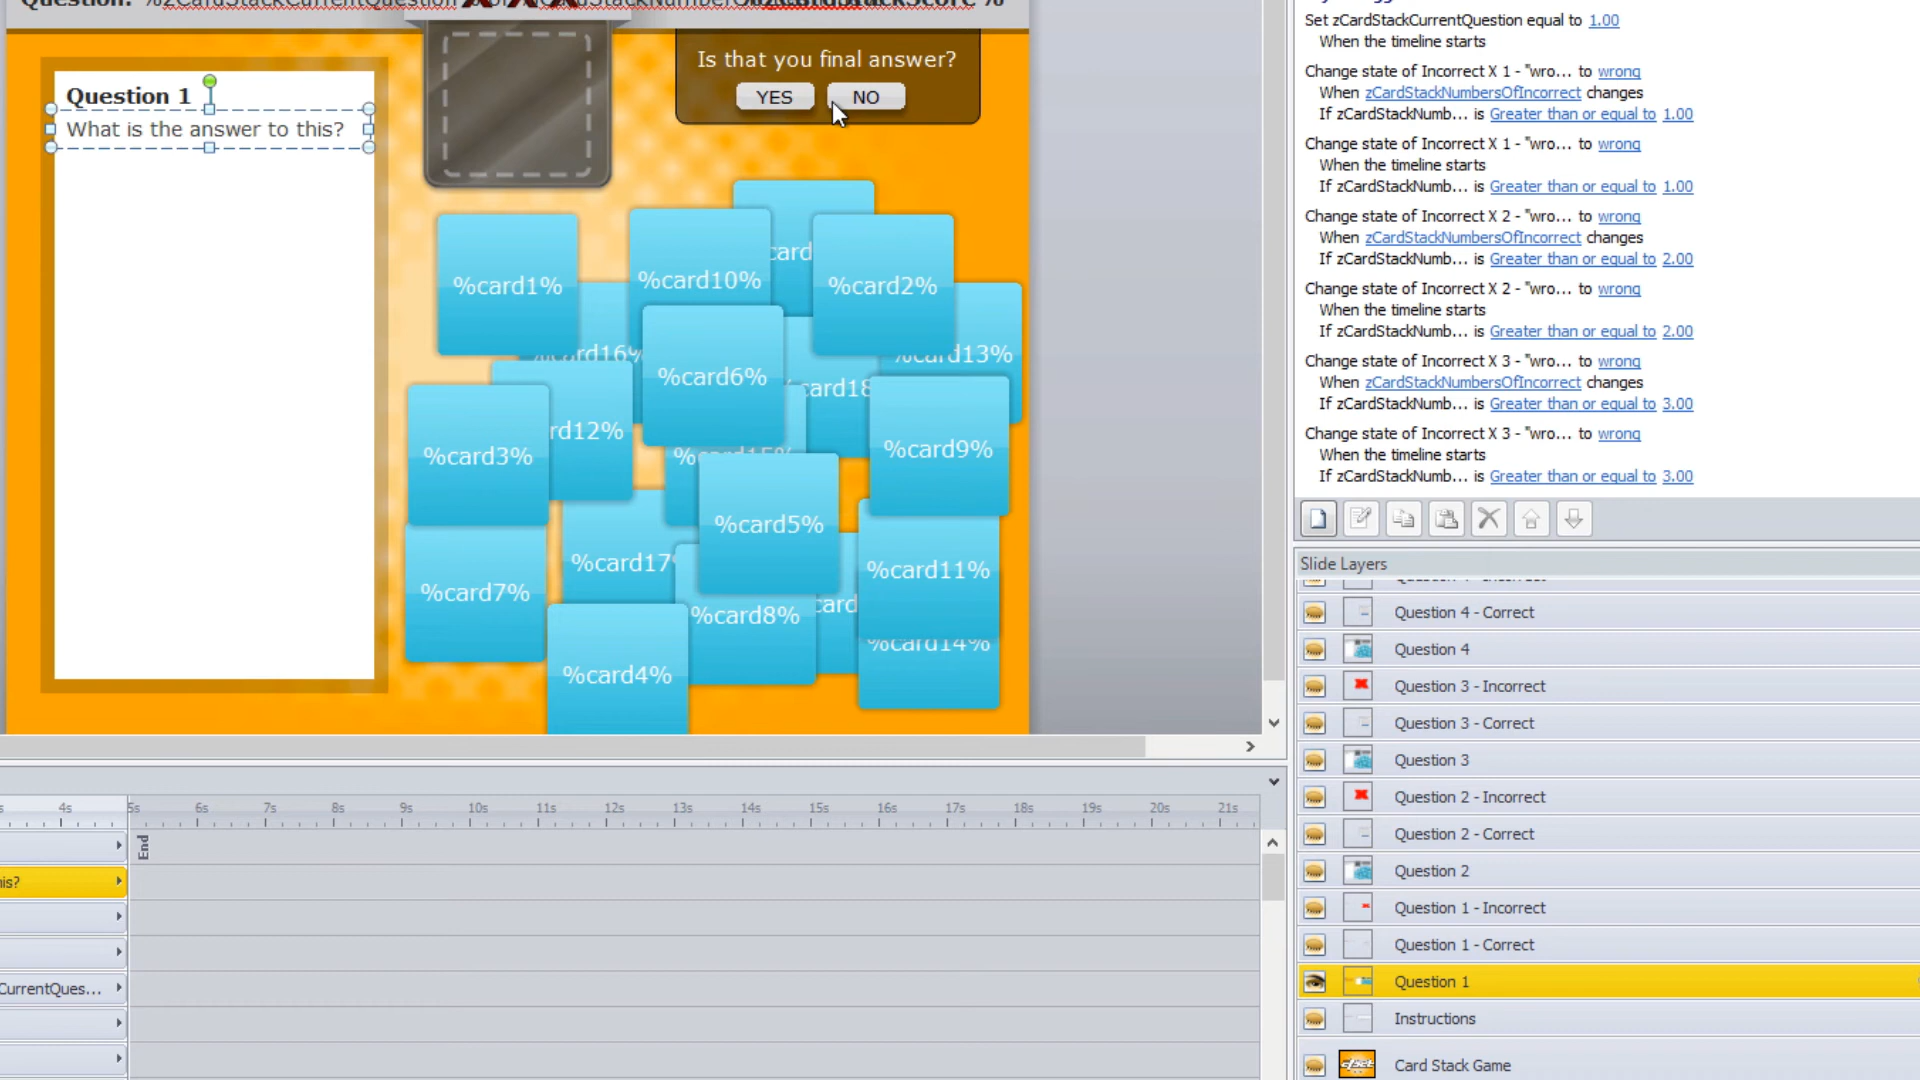 Set zCardStackCurrentQuestion equal to 1.00
When the timeline starts
Change state of Incorrect X 1 - "wro... to wrong
When zCardStackNumbersOfIncorrect changes
If zCardStackNumb... is Greater than or equal to 1.00
Change state of Incorrect X 1 - "wro... to wrong
When the timeline starts
If zCardStackNumb... is Greater than or equal to 1.00
Change state of Incorrect X 2 - "wro... to wrong
When zCardStackNumbersOfIncorrect changes
If zCardStackNumb... is Greater than or equal to 2.00
Change state of Incorrect X 2 - "wro... to wrong
When the timeline starts
If zCardStackNumb... is Greater than or equal to 2.00
Change state of Incorrect X 3 - "wro... to wrong
When zCardStackNumbersOfIncorrect changes
If zCardStackNumb... is Greater than or equal to 3.00
Change state of Incorrect X 3 - "wro... to wrong
When the timeline starts
If zCardStackNumb... is Greater than or equal to 3.00
Question 1
What is the answer to this?
Is that you final answer?
YES NO
card
%card1%
%card10%
%card2%
%card16%
%card13%
%card6%
card18
%card3%
rd12%
%card15%
%card9%
%card5%
%card17%
%card11%
%card7%
%card8%
card
%card14%
%card4%
Slide Layers
Question 4 - Correct
Question 4
Question 3 - Incorrect
Question 3 - Correct
Question 3
Question 2 - Incorrect
Question 2 - Correct
Question 2
Question 1 - Incorrect
Question 1 - Correct
Question 1
Instructions
Card Stack Game
4s 5s 6s 7s 8s 9s 10s 11s 12s 13s 14s 15s 16s 17s 18s 19s 20s 21s
End
his?
CurrentQues...